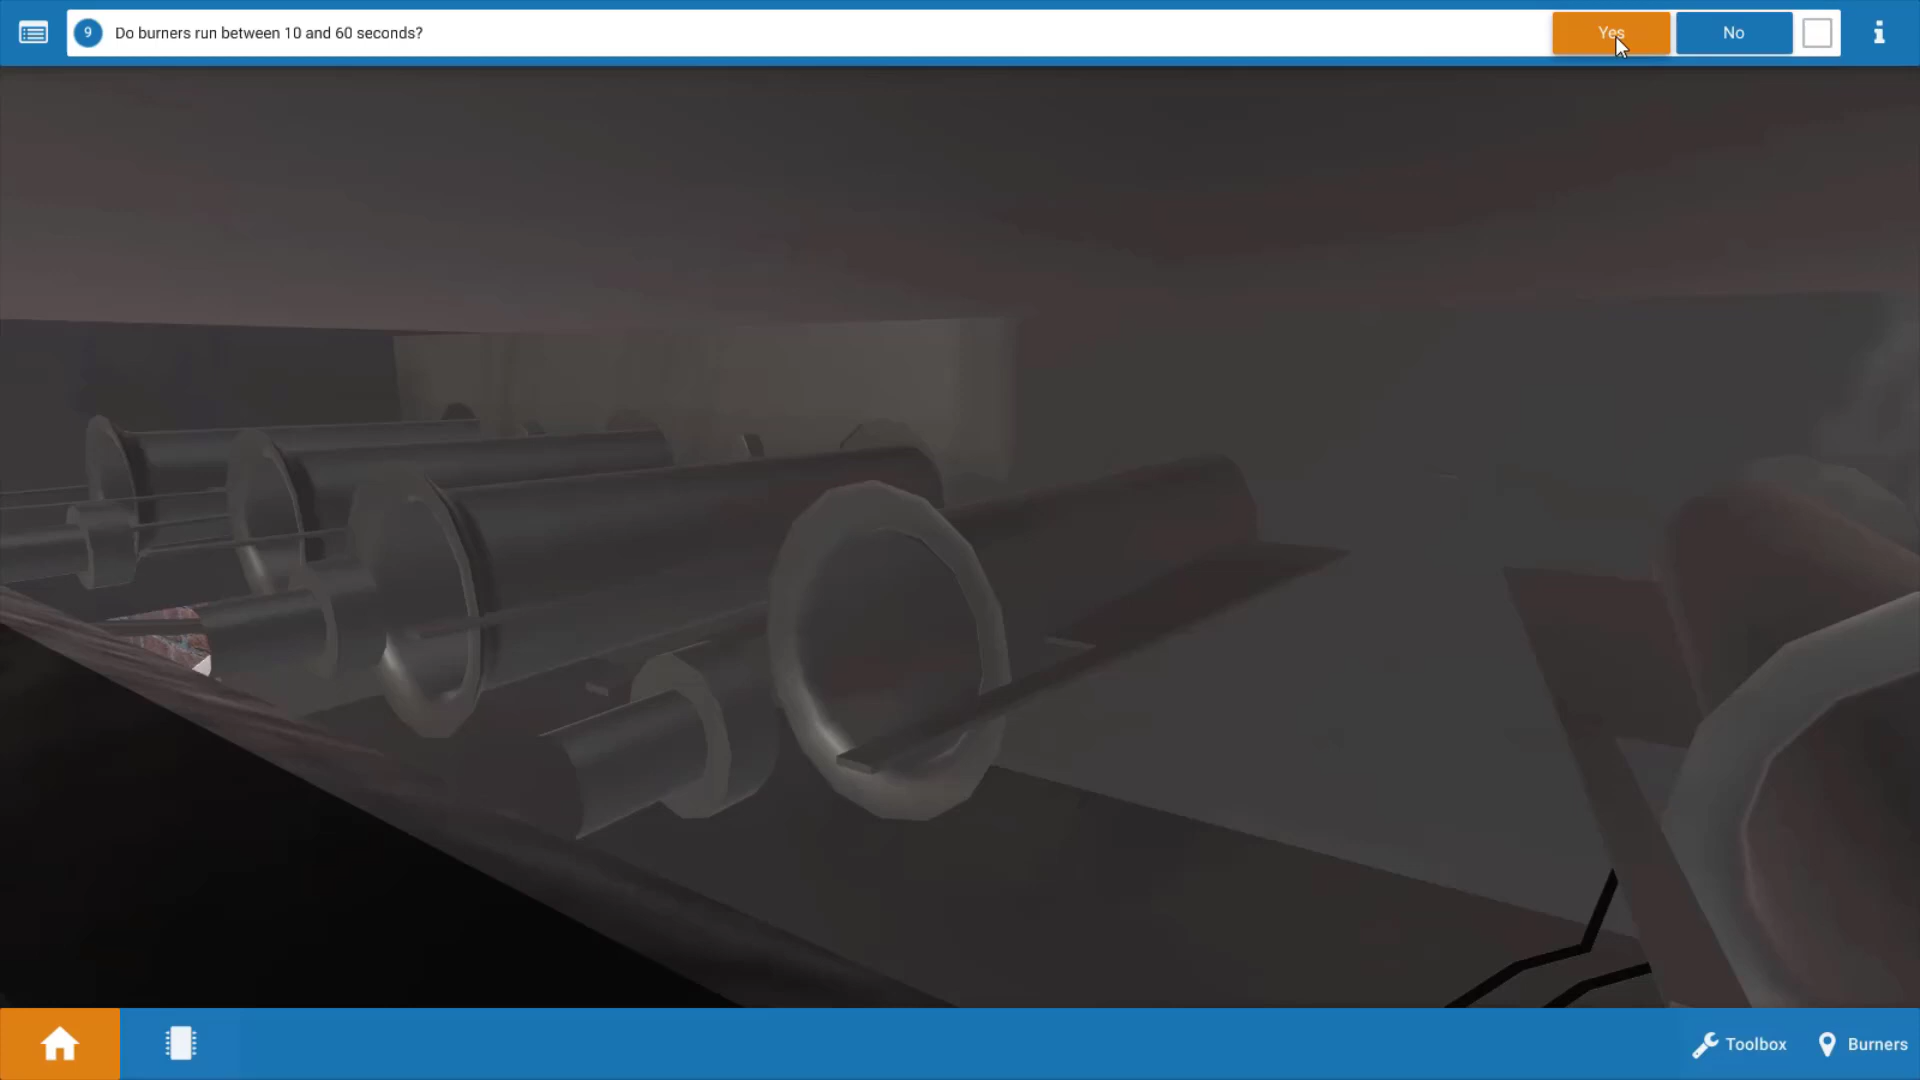 9 Do burners run between 10 and 60 seconds? Yes No
Toolbox Burners